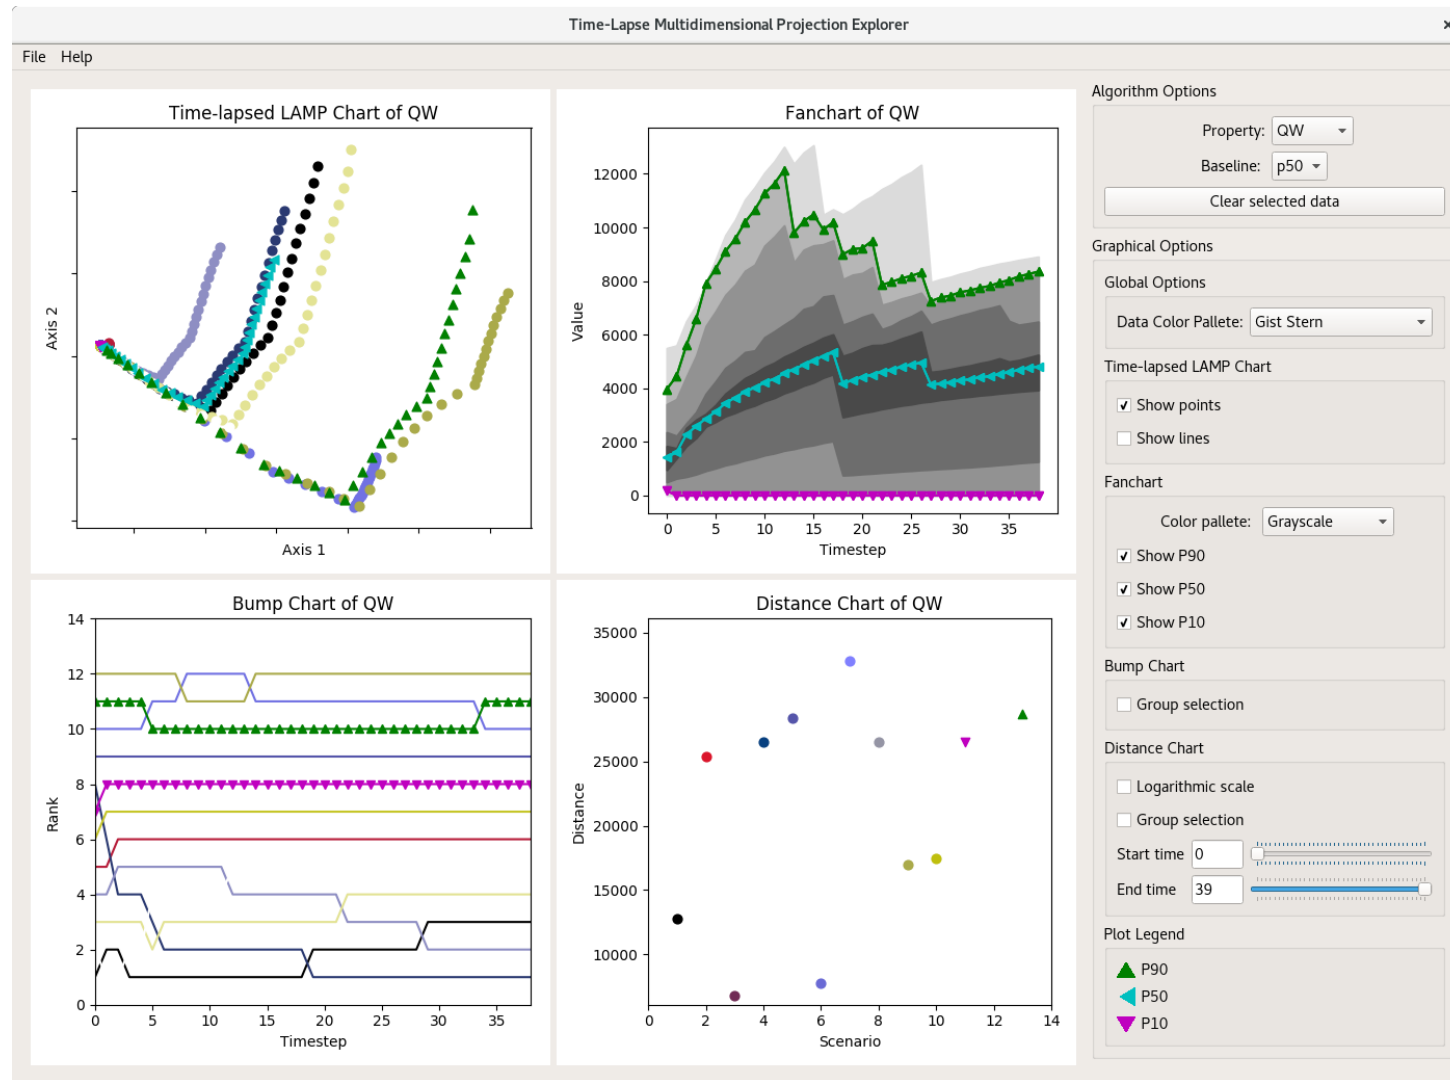 Time-Lapse Multidimensional Projection Explorer
File Help
Time-lapsed LAMP Chart of QW
Axis 2
Axis 1
Fanchart of QW
Value
12000
10000
8000
6000
4000
2000
0
0 5 10 15 20 25 30 35
Timestep
Bump Chart of QW
Rank
14
12
10
8
6
4
2
0
0 5 10 15 20 25 30 35
Timestep
Distance Chart of QW
Distance
35000
30000
25000
20000
15000
10000
0 2 4 6 8 10 12 14
Scenario
Algorithm Options
Property: QW
Baseline: p50
Clear selected data
Graphical Options
Global Options
Data Color Pallete: Gist Stern
Time-lapsed LAMP Chart
Show points
Show lines
Fanchart
Color pallete: Grayscale
Show P90
Show P50
Show P10
Bump Chart
Group selection
Distance Chart
Logarithmic scale
Group selection
Start time 0
End time 39
Plot Legend
P90
P50
P10